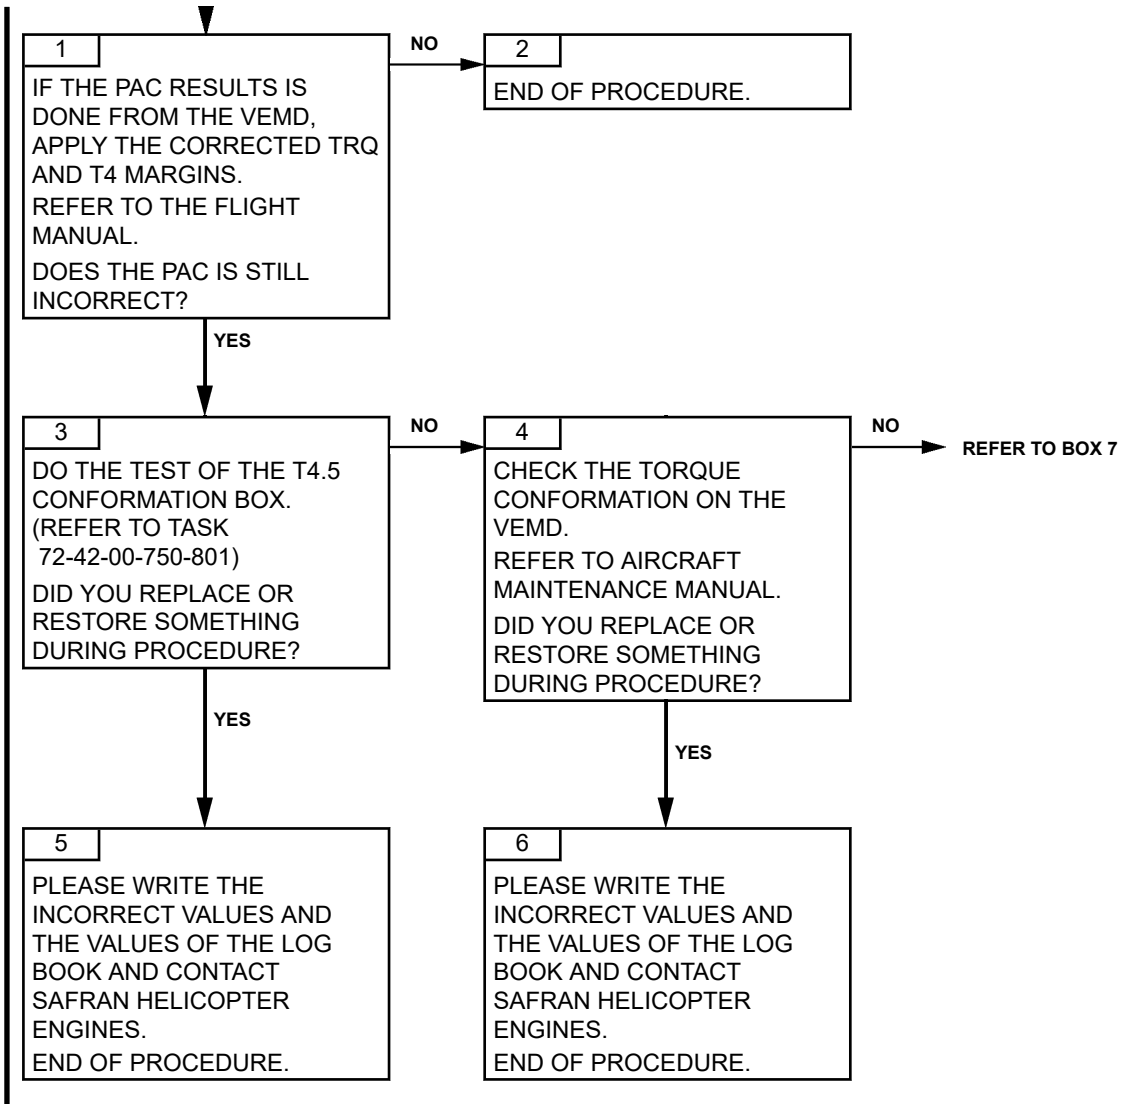 1
IF THE PAC RESULTS IS
DONE FROM THE VEMD,
APPLY THE CORRECTED TRQ
AND T4 MARGINS.
REFER TO THE FLIGHT
MANUAL.
DOES THE PAC IS STILL
INCORRECT?
NO
2
END OF PROCEDURE.
YES
3
DO THE TEST OF THE T4.5
CONFORMATION BOX.
(REFER TO TASK
72-42-00-750-801)
DID YOU REPLACE OR
RESTORE SOMETHING
DURING PROCEDURE?
NO
4
CHECK THE TORQUE
CONFORMATION ON THE
VEMD.
REFER TO AIRCRAFT
MAINTENANCE MANUAL.
DID YOU REPLACE OR
RESTORE SOMETHING
DURING PROCEDURE?
NO
REFER TO BOX 7
YES
YES
5
PLEASE WRITE THE
INCORRECT VALUES AND
THE VALUES OF THE LOG
BOOK AND CONTACT
SAFRAN HELICOPTER
ENGINES.
END OF PROCEDURE.
6
PLEASE WRITE THE
INCORRECT VALUES AND
THE VALUES OF THE LOG
BOOK AND CONTACT
SAFRAN HELICOPTER
ENGINES.
END OF PROCEDURE.